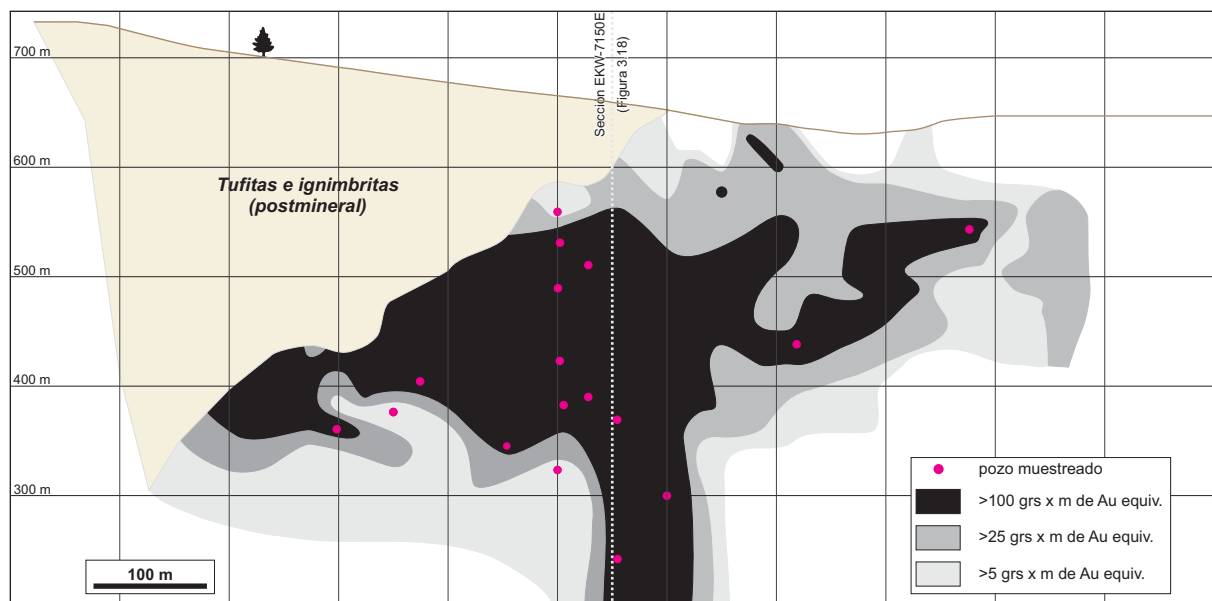 700 m
600 m
500 m
400 m
300 m
Tufitas e ignimbritas
(postmineral)
Seccion EKW-7150E
(Figura 3.18)
100 m
pozo muestreado
>100 grs x m de Au equiv.
>25 grs x m de Au equiv.
>5 grs x m de Au equiv.